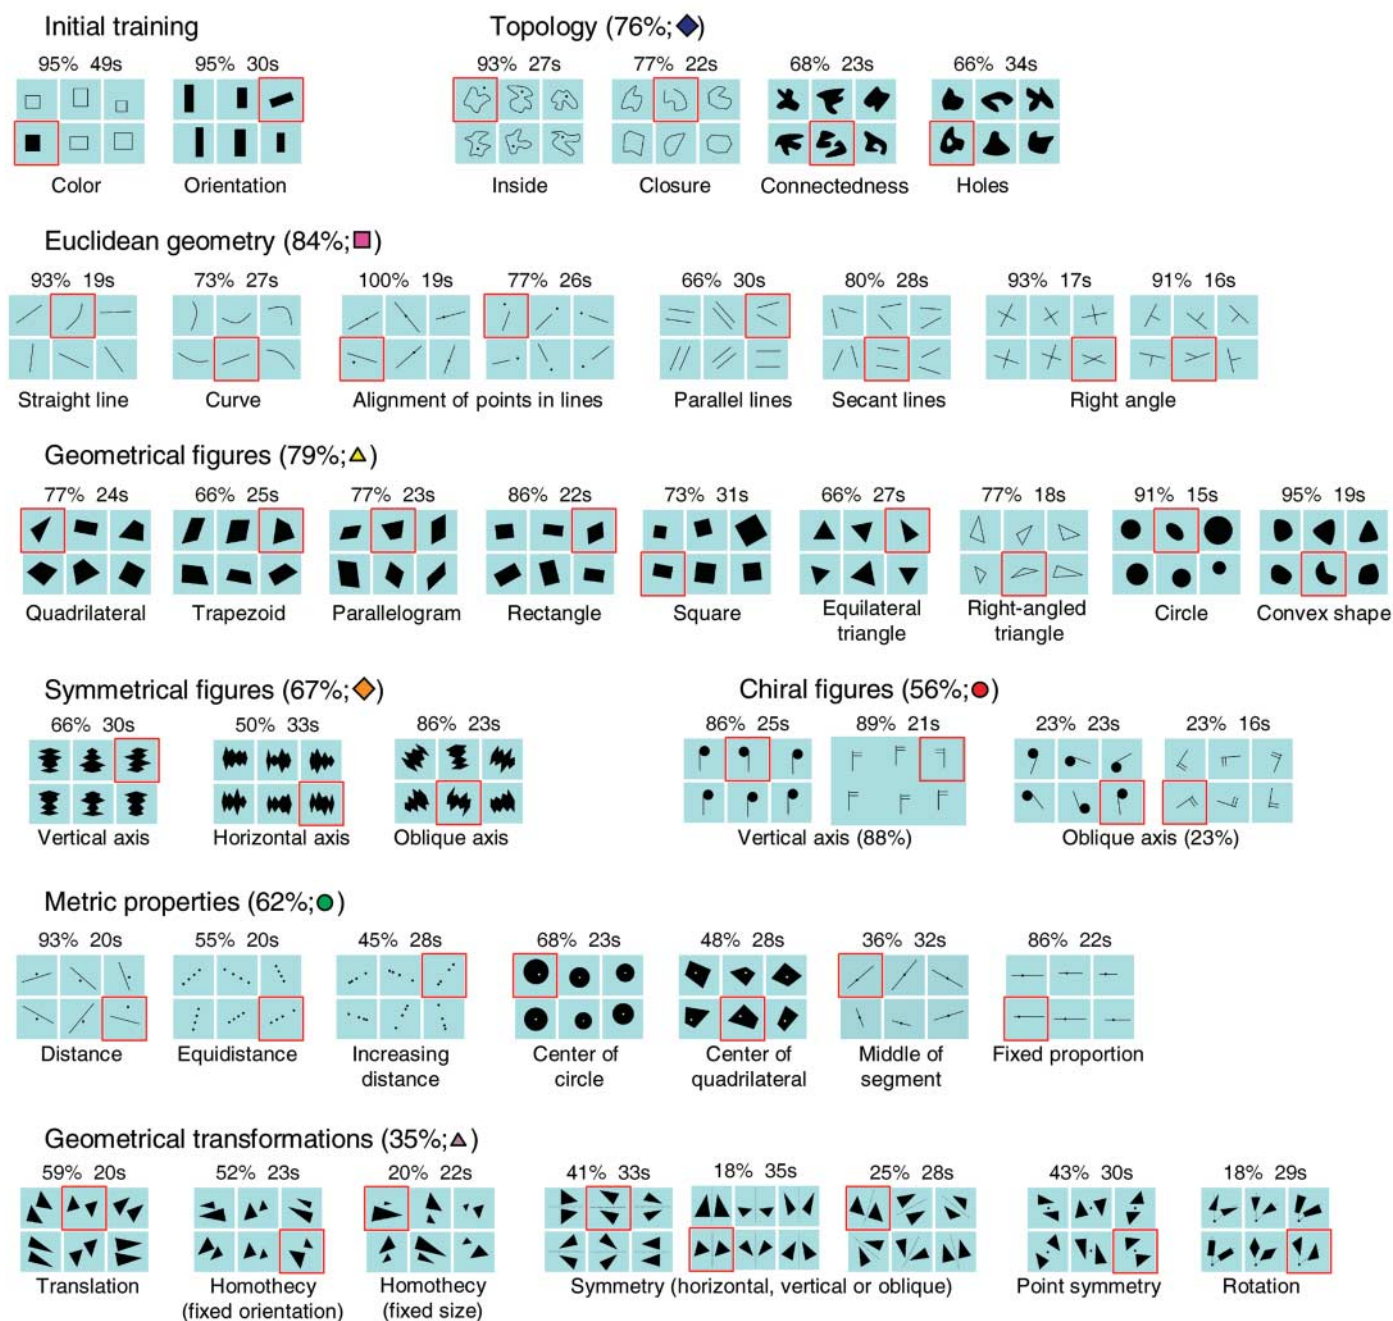 Initial training
Topology (76%; )
95% 49s
95% 30s
93% 27s
77% 22s
68% 23s
66% 34s
Color
Orientation
Inside
Closure
Connectedness
Holes
Euclidean geometry (84%; )
93% 19s
73% 27s
100% 19s
77% 26s
66% 30s
80% 28s
93% 17s
91% 16s
Straight line
Curve
Alignment of points in lines
Parallel lines
Secant lines
Right angle
Geometrical figures (79%; )
77% 24s
66% 25s
77% 23s
86% 22s
73% 31s
66% 27s
77% 18s
91% 15s
95% 19s
Quadrilateral
Trapezoid
Parallelogram
Rectangle
Square
Equilateral
triangle
Right-angled
triangle
Circle
Convex shape
Symmetrical figures (67%; )
Chiral figures (56%; )
66% 30s
50% 33s
86% 23s
86% 25s
89% 21s
23% 23s
23% 16s
Vertical axis
Horizontal axis
Oblique axis
Vertical axis (88%)
Oblique axis (23%)
Metric properties (62%; )
93% 20s
55% 20s
45% 28s
68% 23s
48% 28s
36% 32s
86% 22s
Distance
Equidistance
Increasing
distance
Center of
circle
Center of
quadrilateral
Middle of
segment
Fixed proportion
Geometrical transformations (35%; )
59% 20s
52% 23s
20% 22s
41% 33s
18% 35s
25% 28s
43% 30s
18% 29s
Translation
Homothecy
(fixed orientation)
Homothecy
(fixed size)
Symmetry (horizontal, vertical or oblique)
Point symmetry
Rotation